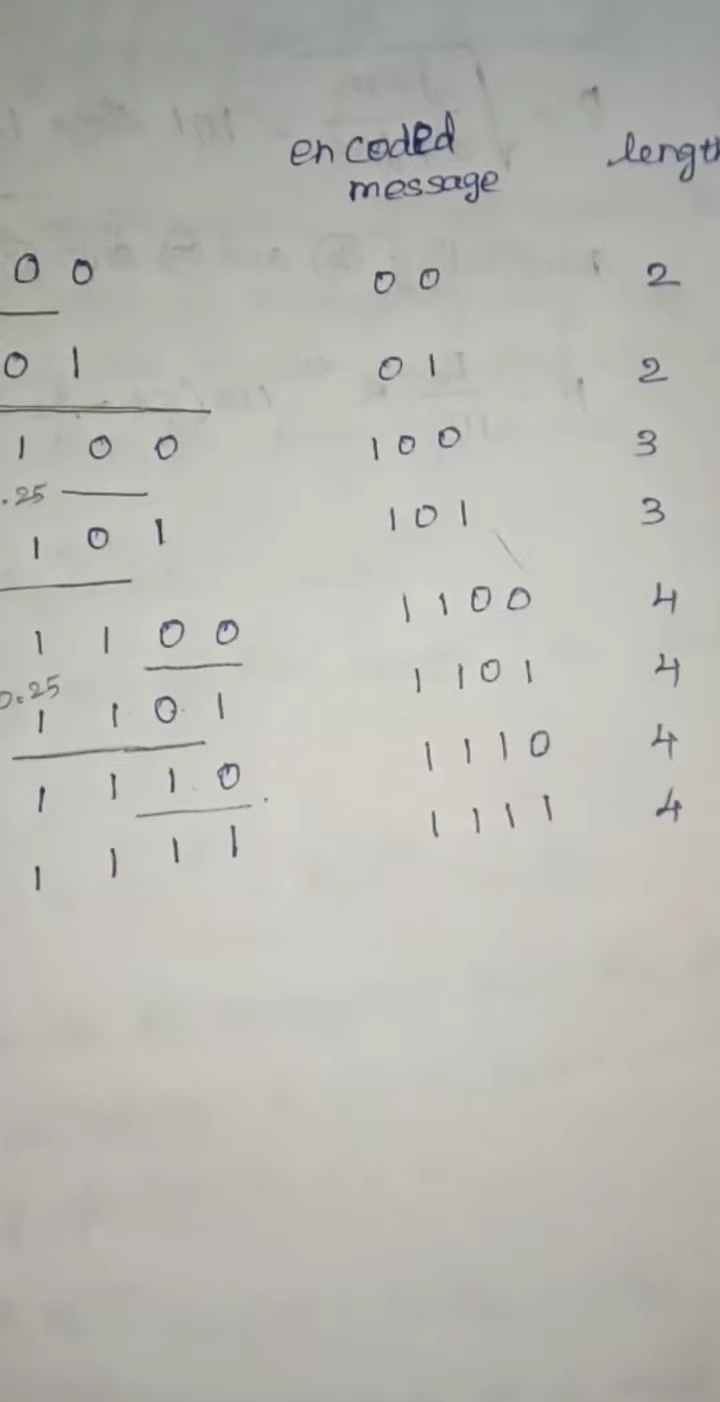 encoded length
message
0 0 0 0 2
0 1 0 1 2
1 0 0 1 0 0 3
.25
1 0 1 1 0 1 3
1 1 0 0 1 1 0 0 4
0.25
1 1 0 1 1 1 0 1 4
1 1 1 0 1 1 1 0 4
1 1 1 1 1 1 1 1 4